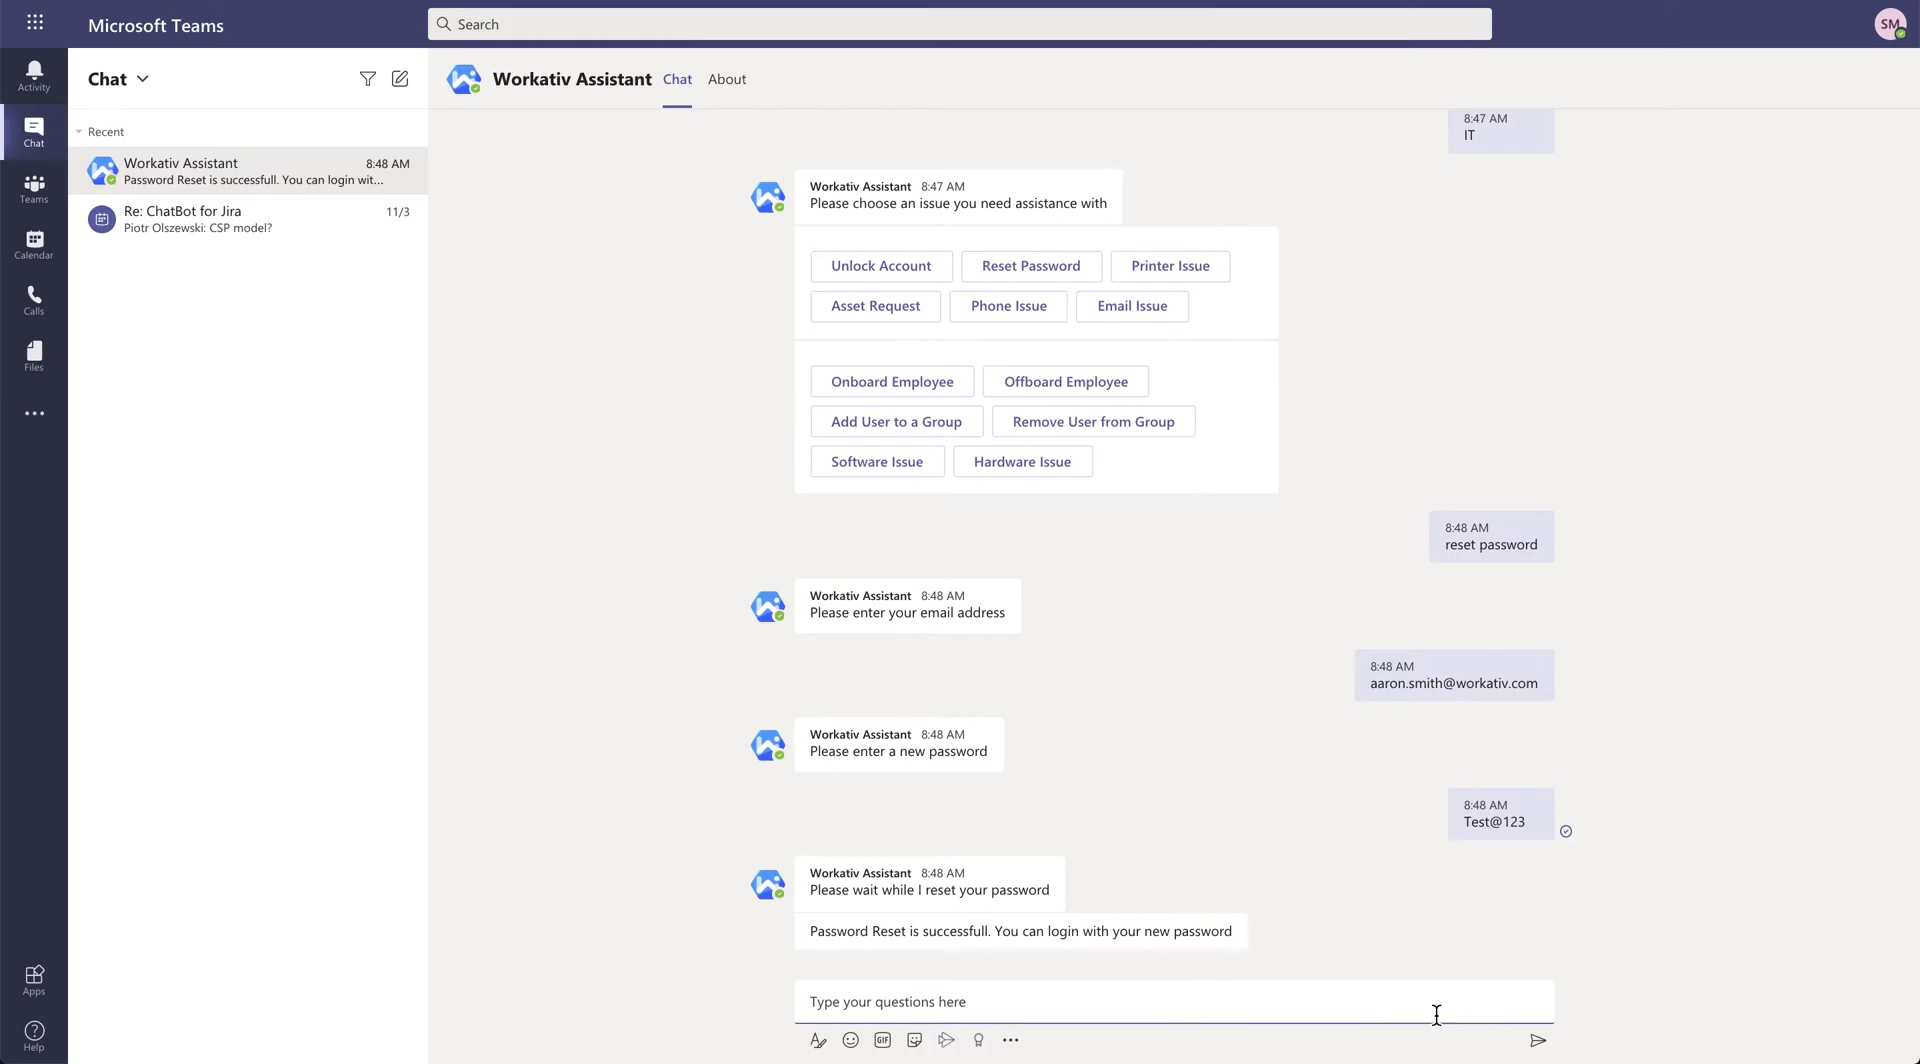 Microsoft Teams
Search
SM
Activity
Chat
Teams
Calendar
Calls
Files
Apps
Help
Chat
Recent
Workativ Assistant 8:48 AM
Password Reset is successfull. You can login wit...
Re: ChatBot for Jira 11/3
Piotr Olszewski: CSP model?
Workativ Assistant Chat About
8:47 AM
IT
Workativ Assistant 8:47 AM
Please choose an issue you need assistance with
Unlock Account Reset Password Printer Issue
Asset Request Phone Issue Email Issue
Onboard Employee Offboard Employee
Add User to a Group Remove User from Group
Software Issue Hardware Issue
8:48 AM
reset password
Workativ Assistant 8:48 AM
Please enter your email address
8:48 AM
aaron.smith@workativ.com
Workativ Assistant 8:48 AM
Please enter a new password
8:48 AM
Test@123
Workativ Assistant 8:48 AM
Please wait while I reset your password
Password Reset is successfull. You can login with your new password
Type your questions here
GIF